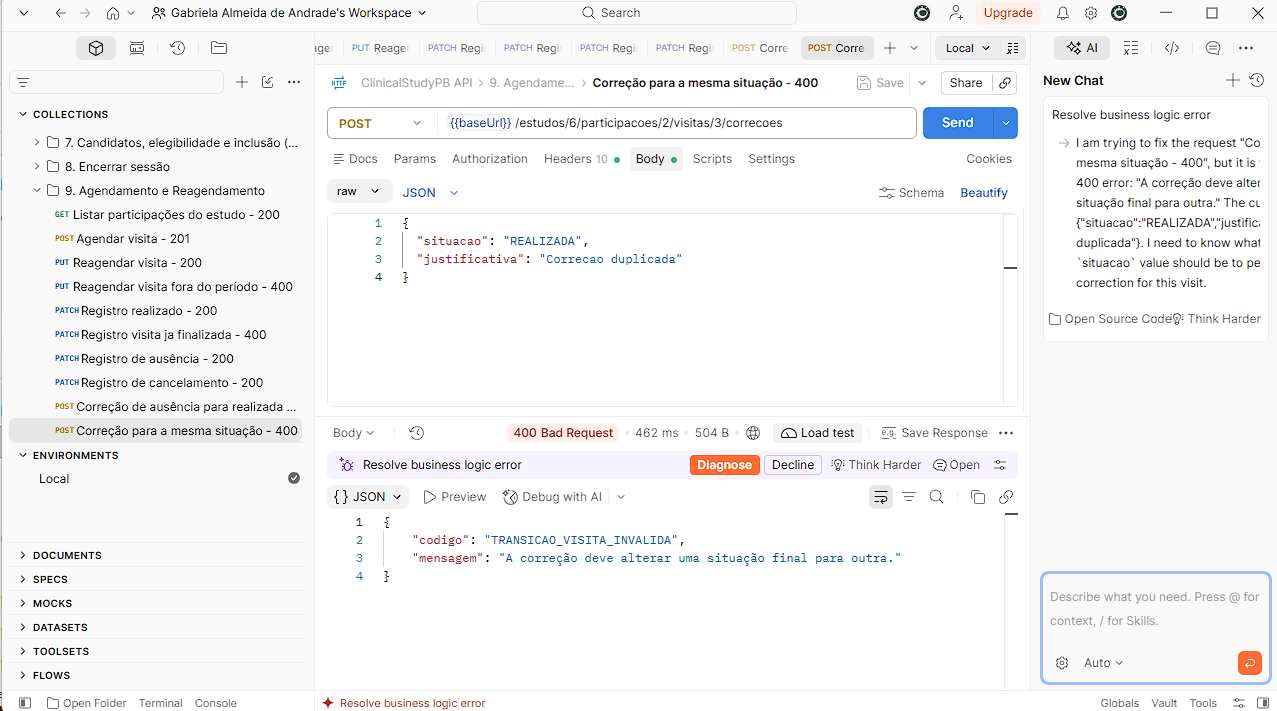 Gabriela Almeida de Andrade's Workspace
Search
Upgrade
PUT Reager
PATCH Regi
PATCH Regi
PATCH Regi
PATCH Regi
POST Corre
POST Corre
Local
AI
ClinicalStudyPB API > 9. Agendame... > Correção para a mesma situação - 400
Save
Share
New Chat
COLLECTIONS
7. Candidatos, elegibilidade e inclusão (...
8. Encerrar sessão
9. Agendamento e Reagendamento
GET Listar participações do estudo - 200
POST Agendar visita - 201
PUT Reagendar visita - 200
PUT Reagendar visita fora do período - 400
PATCH Registro realizado - 200
PATCH Registro visita ja finalizada - 400
PATCH Registro de ausência - 200
PATCH Registro de cancelamento - 200
POST Correção de ausência para realizada ...
POST Correção para a mesma situação - 400
ENVIRONMENTS
Local
DOCUMENTS
SPECS
MOCKS
DATASETS
TOOLSETS
FLOWS
POST
{{baseUrl}} /estudos/6/participacoes/2/visitas/3/correcoes
Send
Docs Params Authorization Headers 10 Body Scripts Settings Cookies
raw JSON Schema Beautify
1 {
2 "situacao": "REALIZADA",
3 "justificativa": "Correcao duplicada"
4 }
Body 400 Bad Request • 462 ms • 504 B Load test e.g. Save Response
Resolve business logic error Diagnose Decline Think Harder Open
{} JSON Preview Debug with AI
1 {
2 "codigo": "TRANSICAO_VISITA_INVALIDA",
3 "mensagem": "A correção deve alterar uma situação final para outra."
4 }
Resolve business logic error
I am trying to fix the request "Co
mesma situação - 400", but it is
400 error: "A correção deve alter
situação final para outra." The cu
{"situacao":"REALIZADA","justifica
duplicada"}. I need to know what
`situacao` value should be to pe
correction for this visit.
Open Source Code Think Harder
Describe what you need. Press @ for
context, / for Skills.
Auto
Open Folder Terminal Console Resolve business logic error Globals Vault Tools